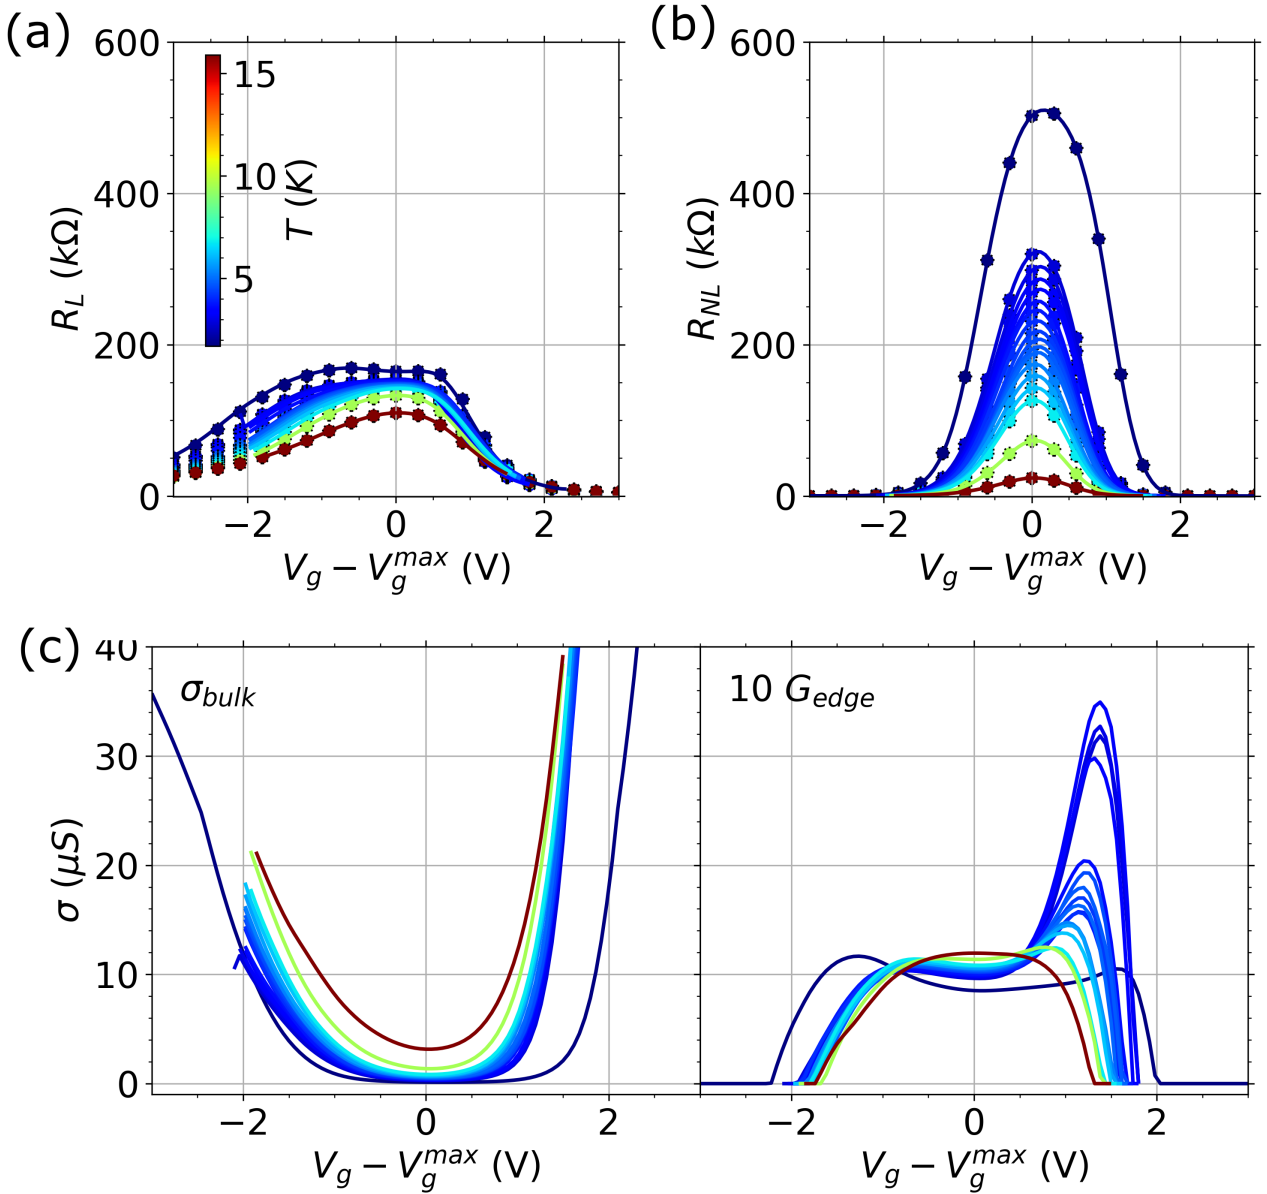 (a)
600
400
200
0
R_L (kΩ)
15
10
5
T (K)
−2 0 2
V_g − V_g^max (V)
(b)
600
400
200
0
R_NL (kΩ)
−2 0 2
V_g − V_g^max (V)
(c)
40
30
20
10
0
σ (μS)
σ_bulk
−2 0 2
V_g − V_g^max (V)
10 G_edge
−2 0 2
V_g − V_g^max (V)